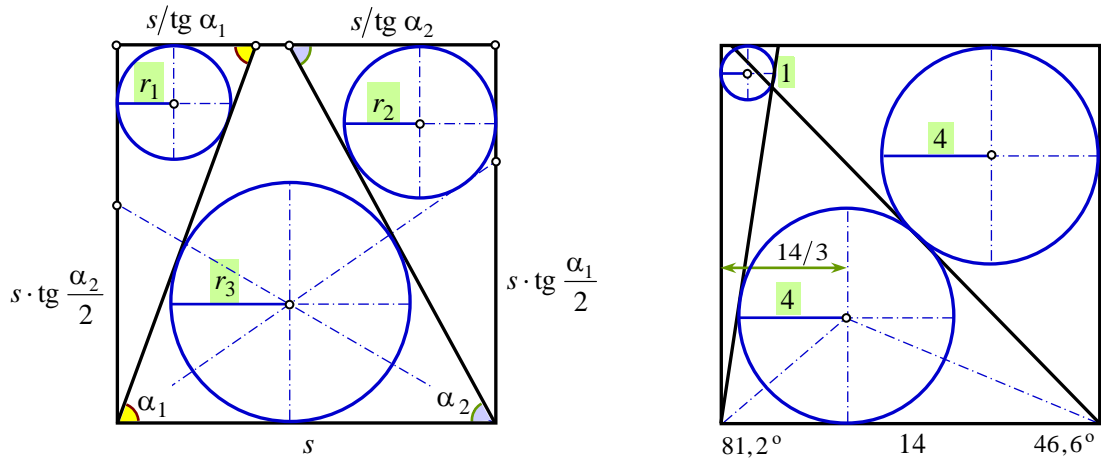 s/tg α₁
s/tg α₂
r₁
r₂
r₃
s · tg α₂/2
s · tg α₁/2
α₁
α₂
s
1
4
14/3
4
81,2°
14
46,6°